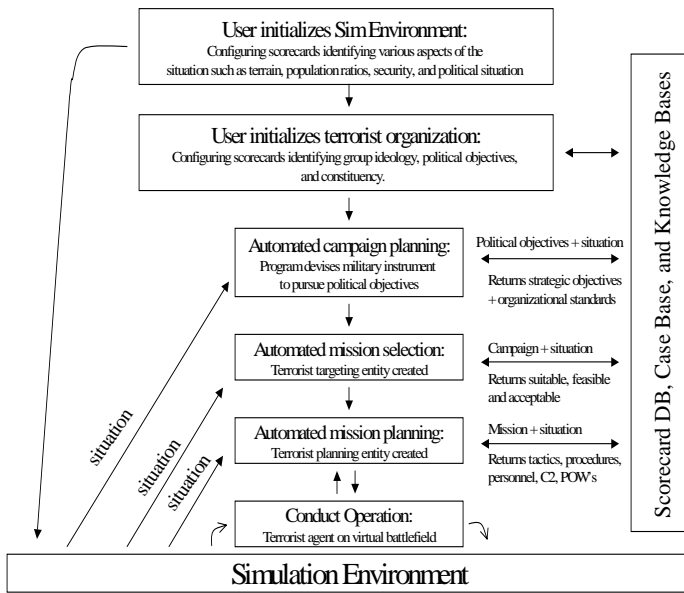 User initializes Sim Environment:
Configuring scorecards identifying various aspects of the
situation such as terrain, population ratios, security, and political situation
User initializes terrorist organization:
Configuring scorecards identifying group ideology, political objectives,
and constituency.
Automated campaign planning:
Program devises military instrument
to pursue political objectives
Political objectives + situation
Returns strategic objectives
+ organizational standards
Automated mission selection:
Terrorist targeting entity created
Campaign + situation
Returns suitable, feasible
and acceptable
Automated mission planning:
Terrorist planning entity created
Mission + situation
Returns tactics, procedures,
personnel, C2, POW's
Conduct Operation:
Terrorist agent on virtual battlefield
situation
situation
situation
Simulation Environment
Scorecard DB, Case Base, and Knowledge Bases